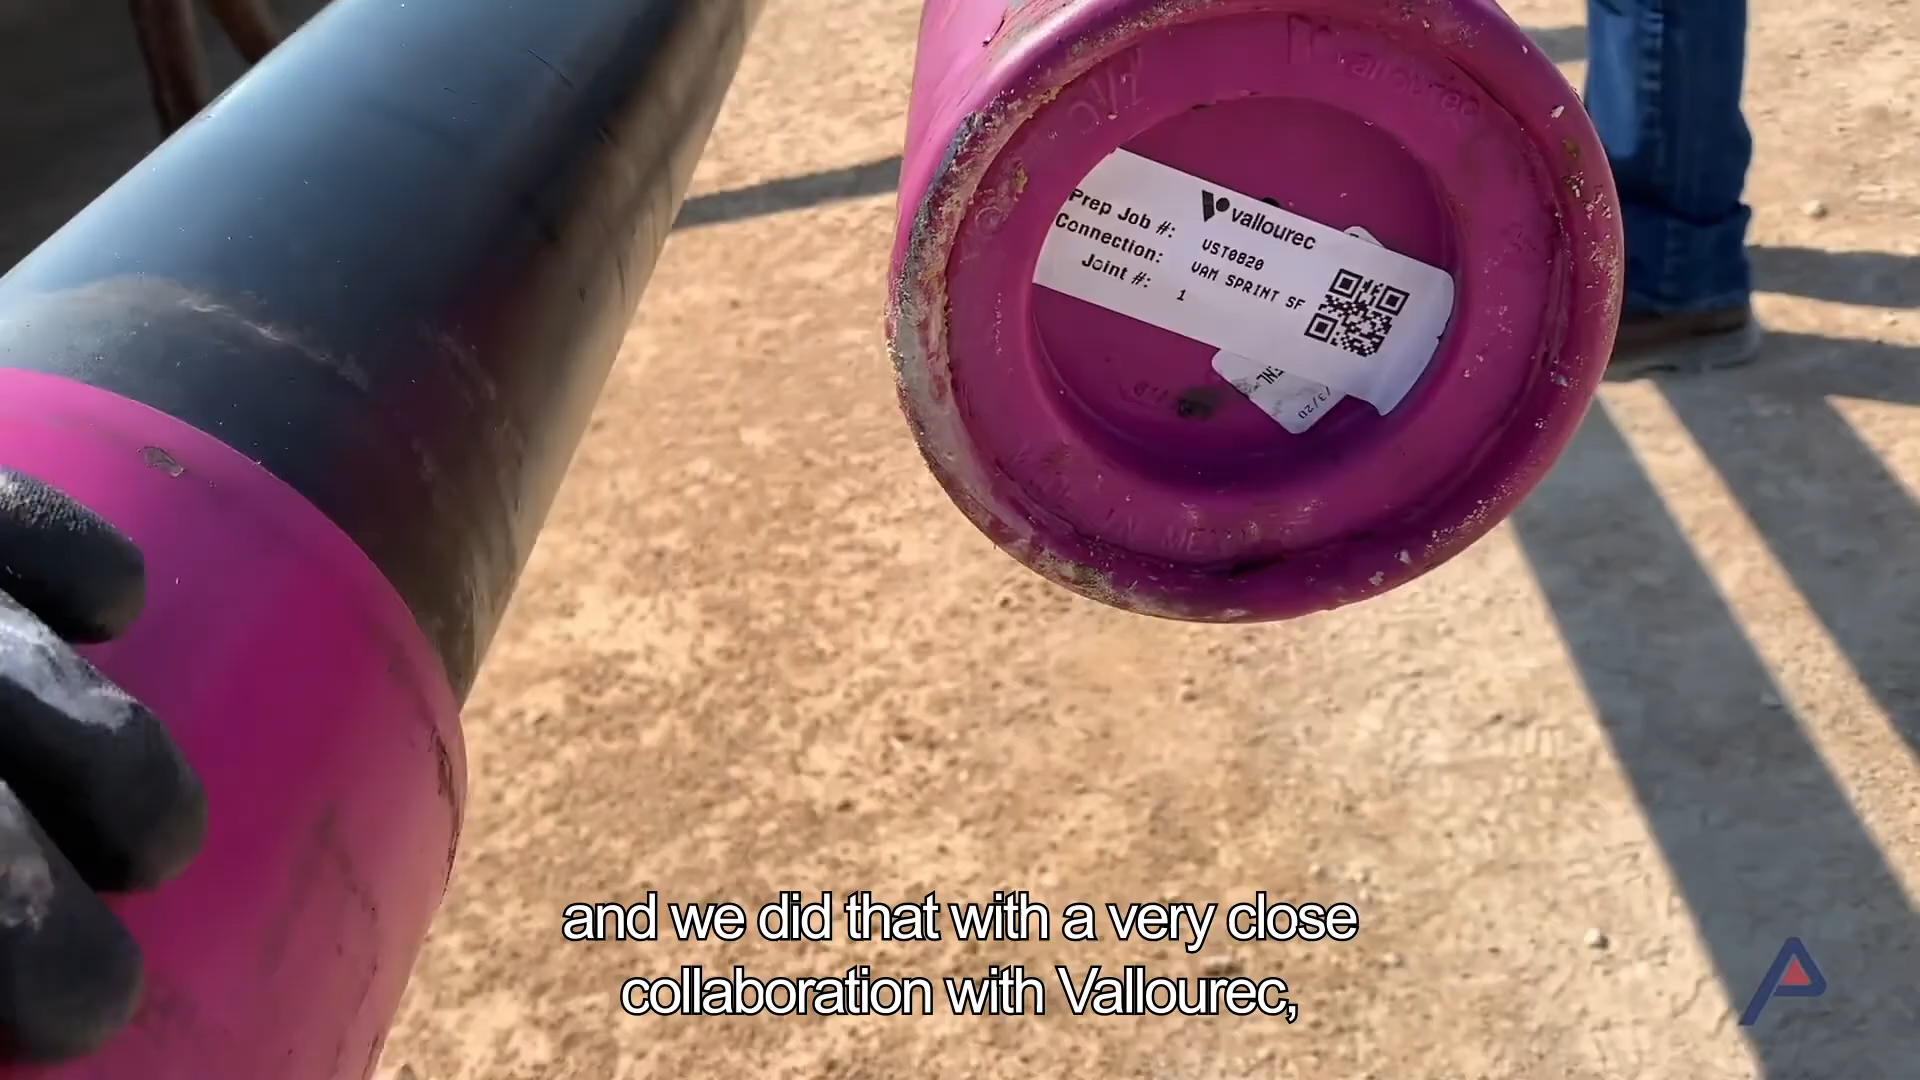 vallourec
vallourec
Prep Job #: VST0820
Connection: VAM SPRINT SF
Joint #: 1
and we did that with a very close
collaboration with Vallourec,